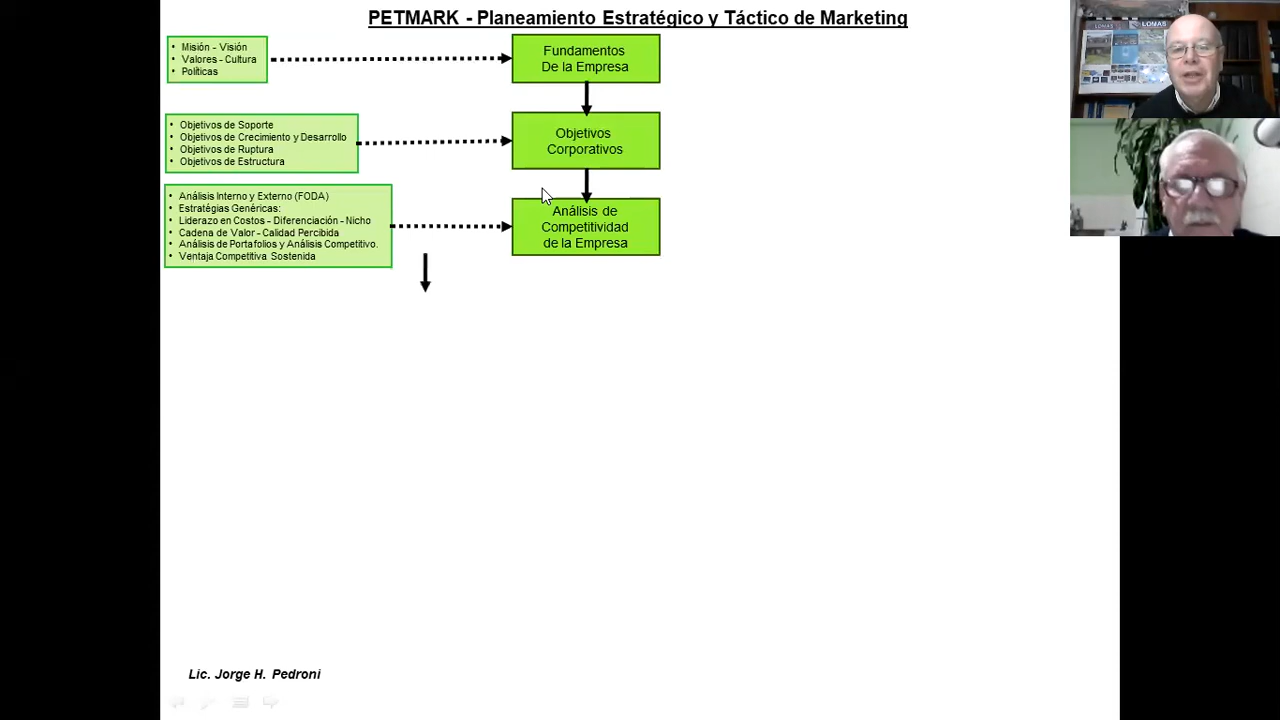 PETMARK - Planeamiento Estratégico y Táctico de Marketing
• Misión - Visión
• Valores - Cultura
• Políticas
Fundamentos
De la Empresa
• Objetivos de Soporte
• Objetivos de Crecimiento y Desarrollo
• Objetivos de Ruptura
• Objetivos de Estructura
Objetivos
Corporativos
• Análisis Interno y Externo (FODA)
• Estratégias Genéricas:
• Liderazo en Costos - Diferenciación - Nicho
• Cadena de Valor - Calidad Percibida
• Análisis de Portafolios y Análisis Competitivo.
• Ventaja Competitiva Sostenida
Análisis de
Competitividad
de la Empresa
Lic. Jorge H. Pedroni
LOMAS
LOMAS